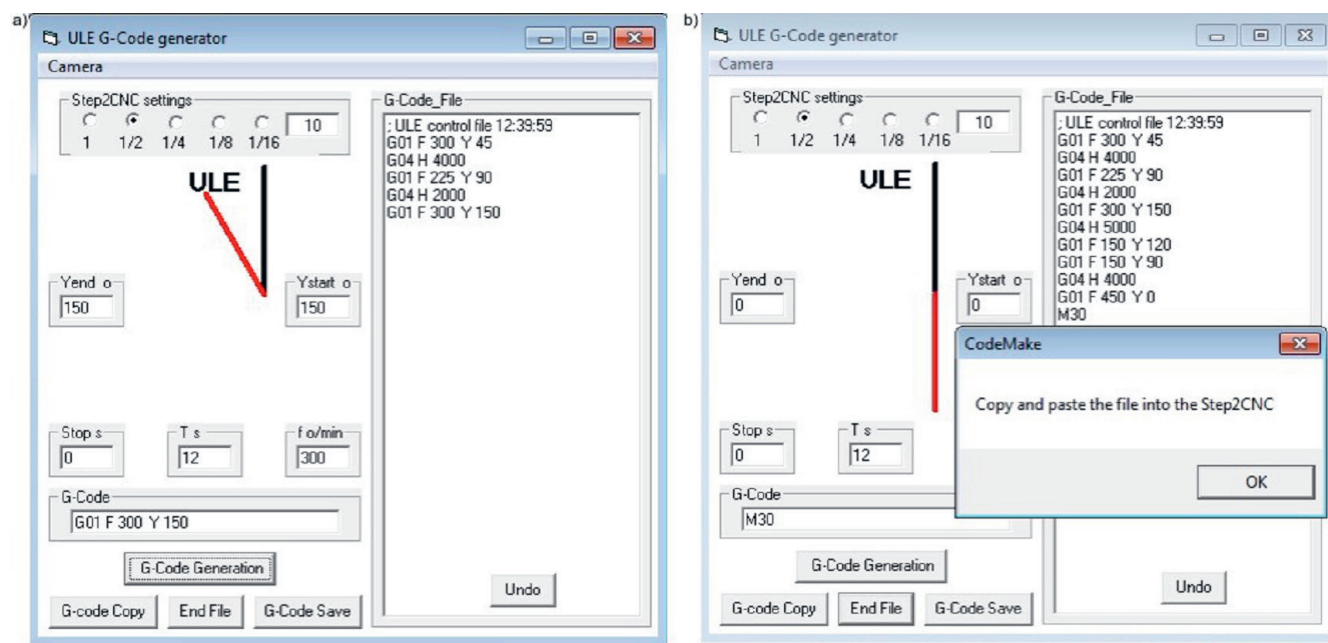 a)
ULE G-Code generator
Camera
Step2CNC settings
1 1/2 1/4 1/8 1/16
10
ULE
Yend o
150
Ystart o
150
Stop s
0
T s
12
f o/min
300
G-Code
G01 F 300 Y 150
G-Code Generation
G-code Copy
End File
G-Code Save
G-Code_File
; ULE control file 12:39:59
G01 F 300 Y 45
G04 H 4000
G01 F 225 Y 90
G04 H 2000
G01 F 300 Y 150
Undo
b)
ULE G-Code generator
Camera
Step2CNC settings
1 1/2 1/4 1/8 1/16
10
ULE
Yend o
0
Ystart o
0
Stop s
0
T s
12
G-Code
M30
G-Code Generation
G-code Copy
End File
G-Code Save
G-Code_File
; ULE control file 12:39:59
G01 F 300 Y 45
G04 H 4000
G01 F 225 Y 90
G04 H 2000
G01 F 300 Y 150
G04 H 5000
G01 F 150 Y 120
G01 F 150 Y 90
G04 H 4000
G01 F 450 Y 0
M30
CodeMake
Copy and paste the file into the Step2CNC
OK
Undo